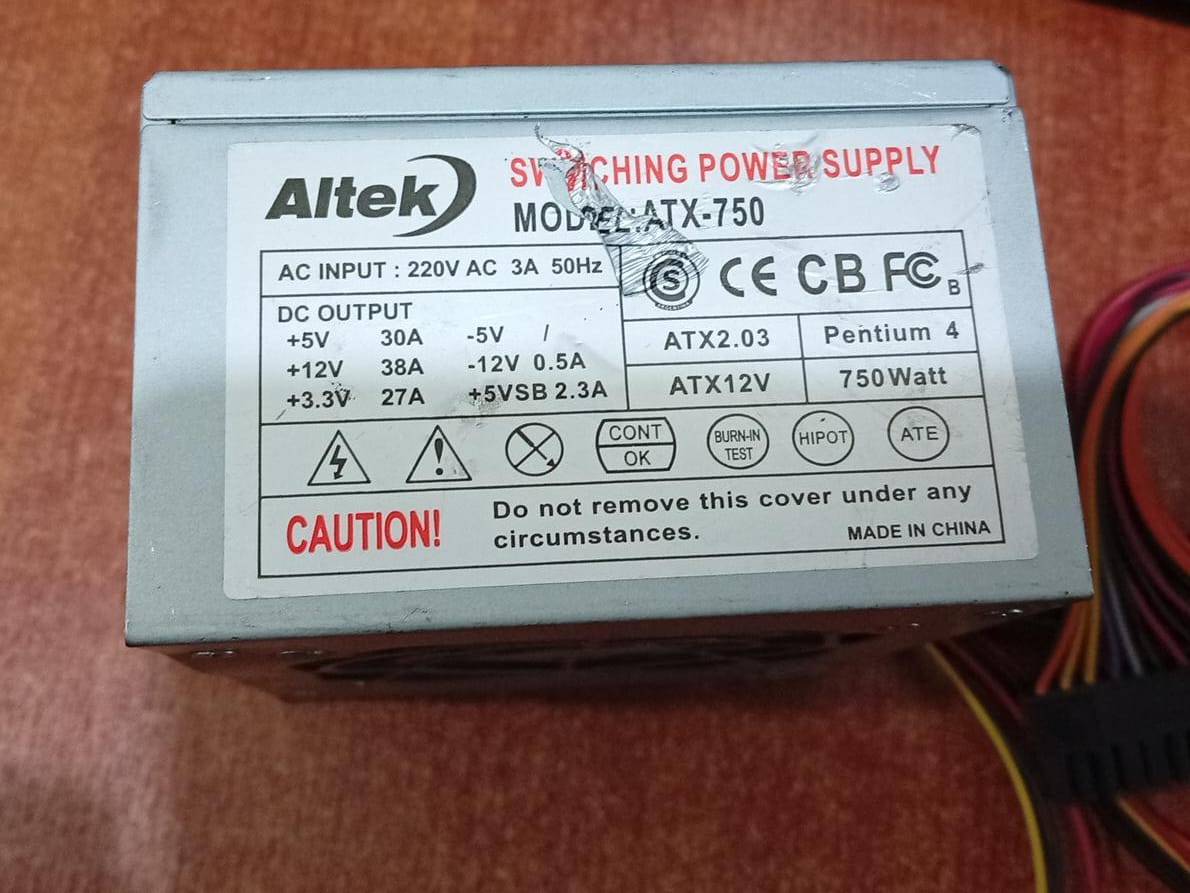 Altek
SWITCHING POWER SUPPLY
MODEL:ATX-750
AC INPUT : 220V AC 3A 50Hz
DC OUTPUT
+5V 30A -5V /
+12V 38A -12V 0.5A
+3.3V 27A +5VSB 2.3A
S
ARGENTINA
CE CB FC B
ATX2.03 Pentium 4
ATX12V 750Watt
CONT
OK
BURN-IN
TEST
HIPOT
ATE
CAUTION!
Do not remove this cover under any
circumstances.
MADE IN CHINA